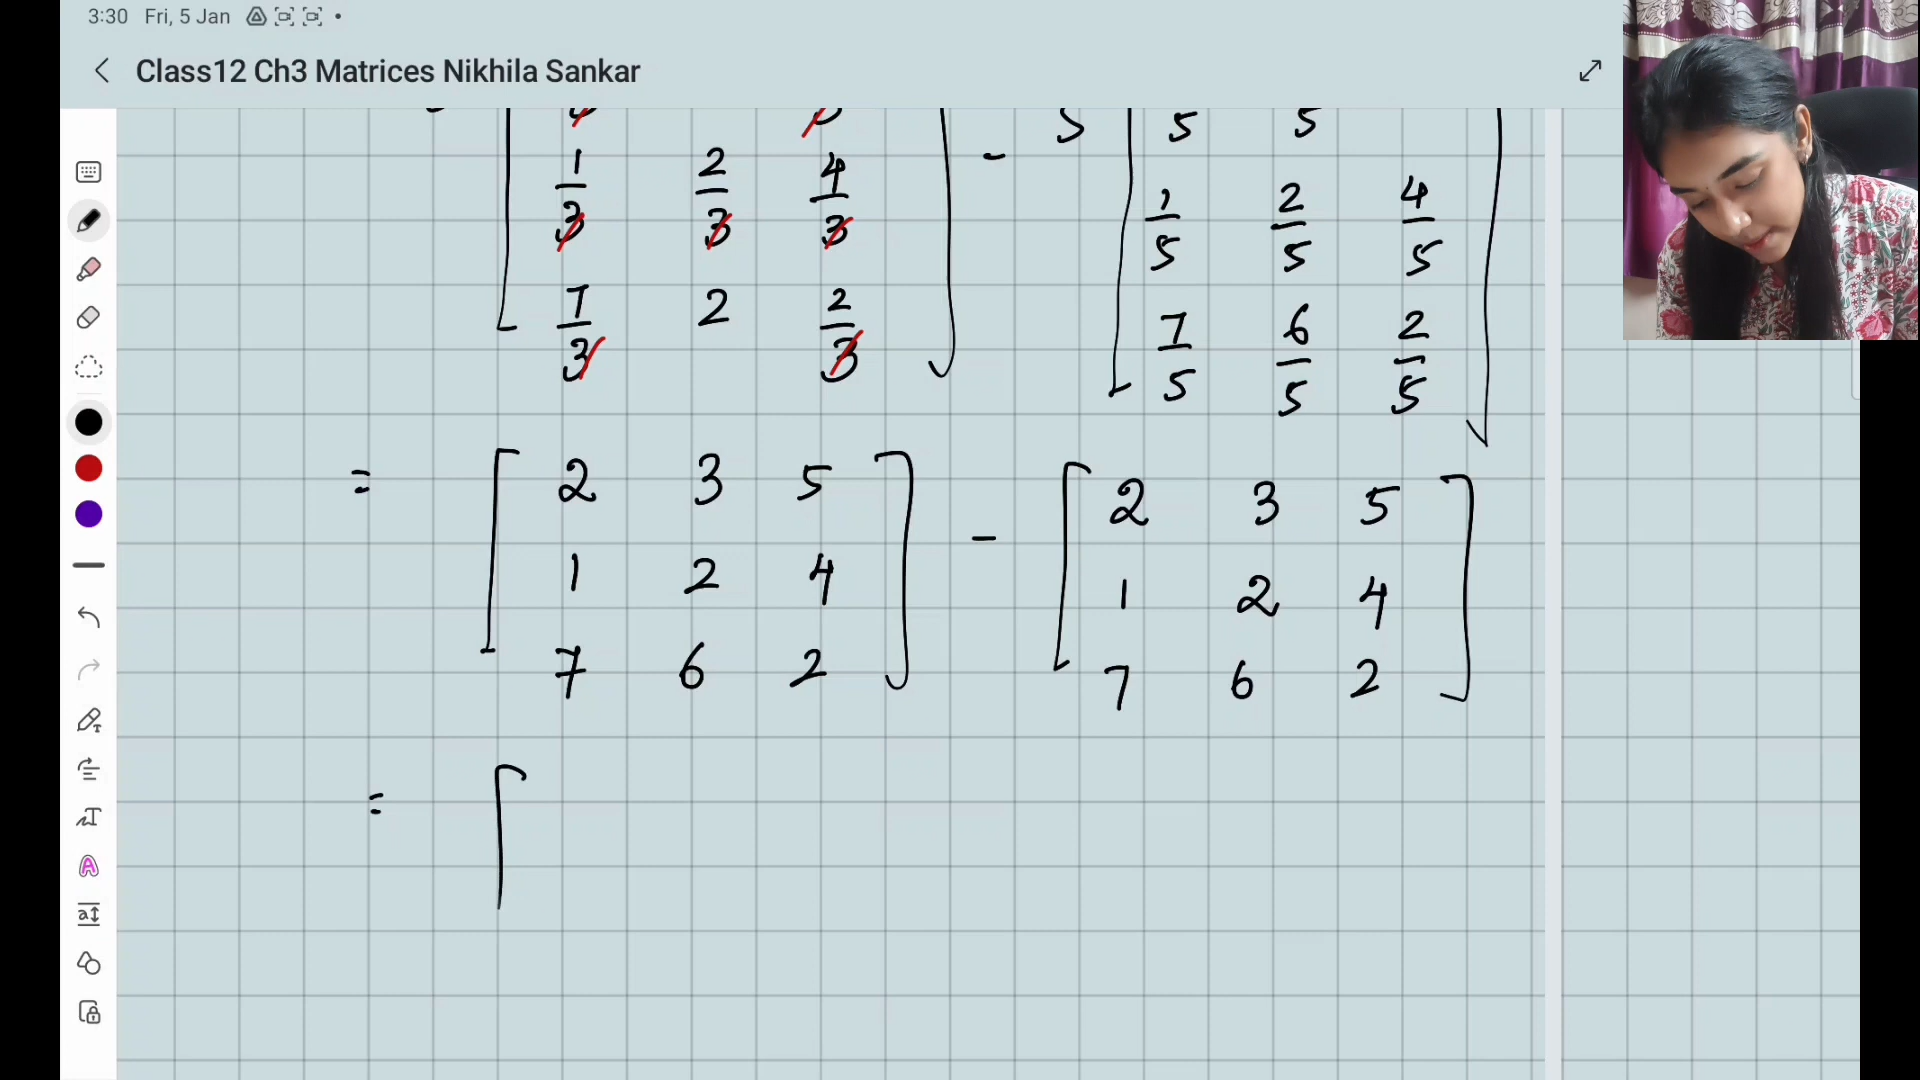 3:30 Fri, 5 Jan
Class12 Ch3 Matrices Nikhila Sankar
- 5 5 5
1/3 2/3 4/3 1/5 2/5 4/5
7/3 2 2/3 7/5 6/5 2/5
= [ 2 3 5 ] - [ 2 3 5 ]
1 2 4 1 2 4
7 6 2 7 6 2
= [